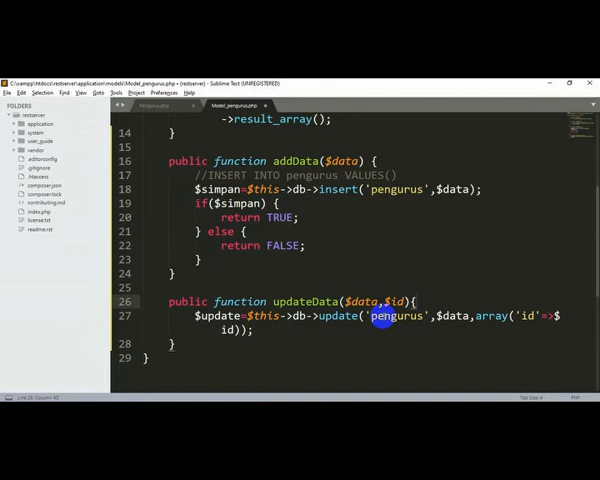 C:\xampp\htdocs\restserver\application\models\Model_pengurus.php • (restserver) - Sublime Text (UNREGISTERED)
File Edit Selection Find View Goto Tools Project Preferences Help
FOLDERS
restserver
application
system
user_guide
vendor
.editorconfig
.gitignore
.htaccess
composer.json
composer.lock
contributing.md
index.php
license.txt
readme.rst
Pengurus.php
Model_pengurus.php
->result_array();
14 }
15
16 public function addData($data) {
17 //INSERT INTO pengurus VALUES()
18 $simpan=$this->db->insert('pengurus',$data);
19 if($simpan) {
20 return TRUE;
21 } else {
22 return FALSE;
23 }
24 }
25
26 public function updateData($data,$id){
27 $update=$this->db->update('pengurus',$data,array('id'=>$
id));
28 }
29 }
Tab Size: 4
PHP